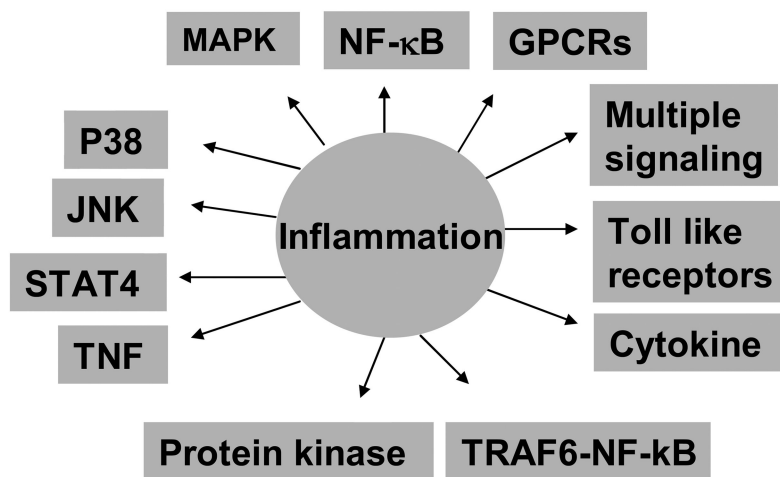 MAPK
NF-κB
GPCRs
Multiple
signaling
P38
JNK
Inflammation
Toll like
receptors
STAT4
TNF
Cytokine
Protein kinase
TRAF6-NF-kB